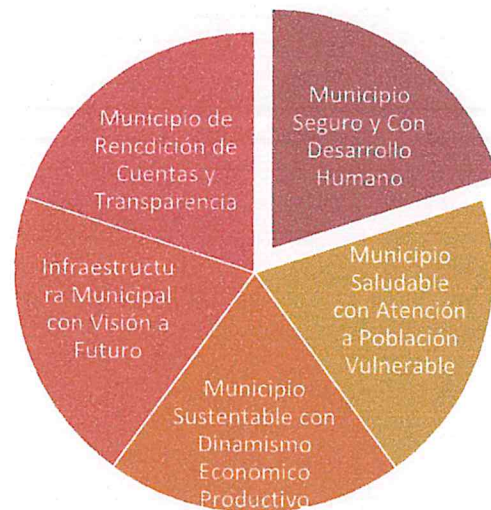 Municipio
Seguro y Con
Desarrollo
Humano
Municipio
Saludable
con Atención
a Población
Vulnerable
Municipio
Sustentable con
Dinamismo
Económico
Productivo
Infraestructu
ra Municipal
con Visión a
Futuro
Municipio de
Rencdición de
Cuentas y
Transparencia